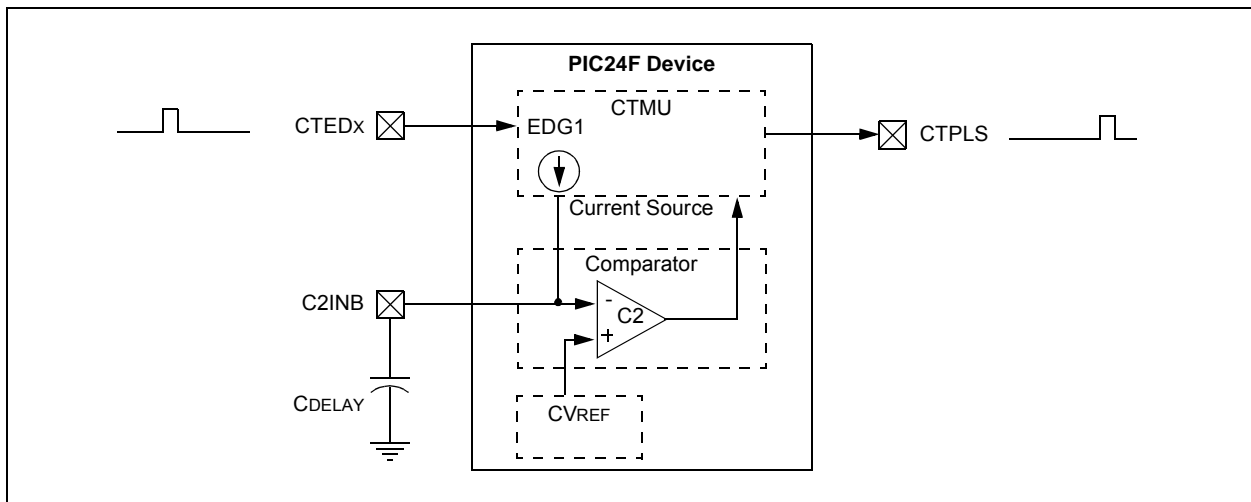 PIC24F Device
CTMU
CTEDX
EDG1
CTPLS
Current Source
Comparator
C2INB
-
C2
+
CDELAY
CVREF